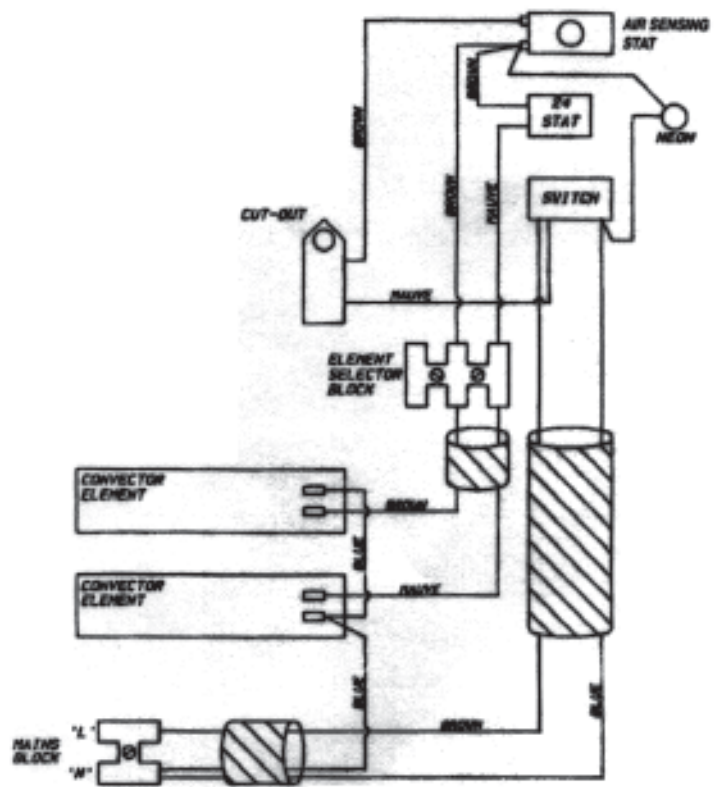 AIR SENSING
STAT
BROWN
24
STAT
NEON
BROWN
BROWN
MAUVE
SWITCH
CUT-OUT
MAUVE
ELEMENT
SELECTOR
BLOCK
CONVECTOR
ELEMENT
BROWN
BLUE
CONVECTOR
ELEMENT
MAUVE
BLUE
BLUE
BROWN
"L"
MAINS
BLOCK
"N"